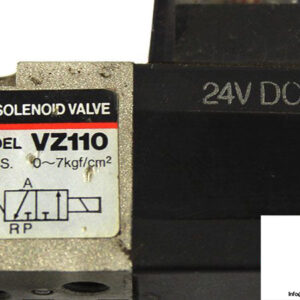 SOLENOID VALVE
DEL VZ110
S. 0~7kgf/cm²
A
R P
24V DC